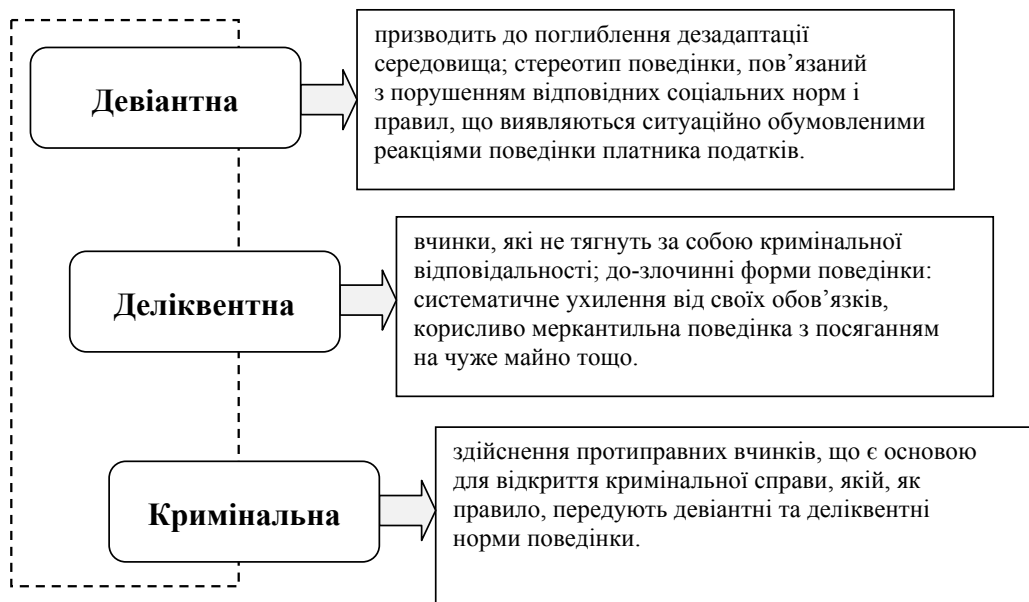 Девіантна
призводить до поглиблення дезадаптації
середовища; стереотип поведінки, пов’язаний
з порушенням відповідних соціальних норм і
правил, що виявляються ситуаційно обумовленими
реакціями поведінки платника податків.
Деліквентна
вчинки, які не тягнуть за собою кримінальної
відповідальності; до-злочинні форми поведінки:
систематичне ухилення від своїх обов’язків,
корисливо меркантильна поведінка з посяганням
на чуже майно тощо.
Кримінальна
здійснення протиправних вчинків, що є основою
для відкриття кримінальної справи, якій, як
правило, передують девіантні та деліквентні
норми поведінки.